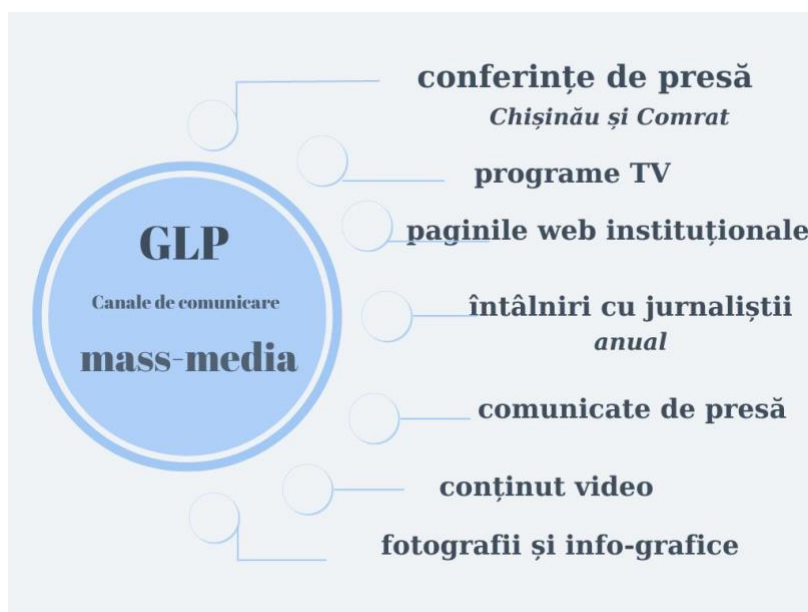 GLP
Canale de comunicare
mass-media
conferințe de presă
Chișinău și Comrat
programe TV
paginile web instituționale
întâlniri cu jurnaliștii
anual
comunicate de presă
conținut video
fotografii și info-grafice